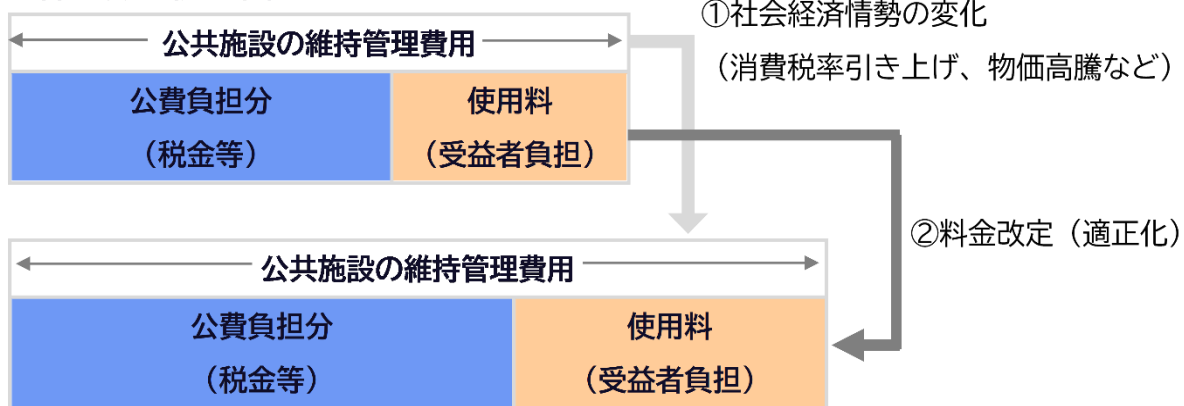 ①社会経済情勢の変化
（消費税率引き上げ、物価高騰など）
公共施設の維持管理費用
公費負担分
（税金等）
使用料
（受益者負担）
②料金改定（適正化）
公共施設の維持管理費用
公費負担分
（税金等）
使用料
（受益者負担）